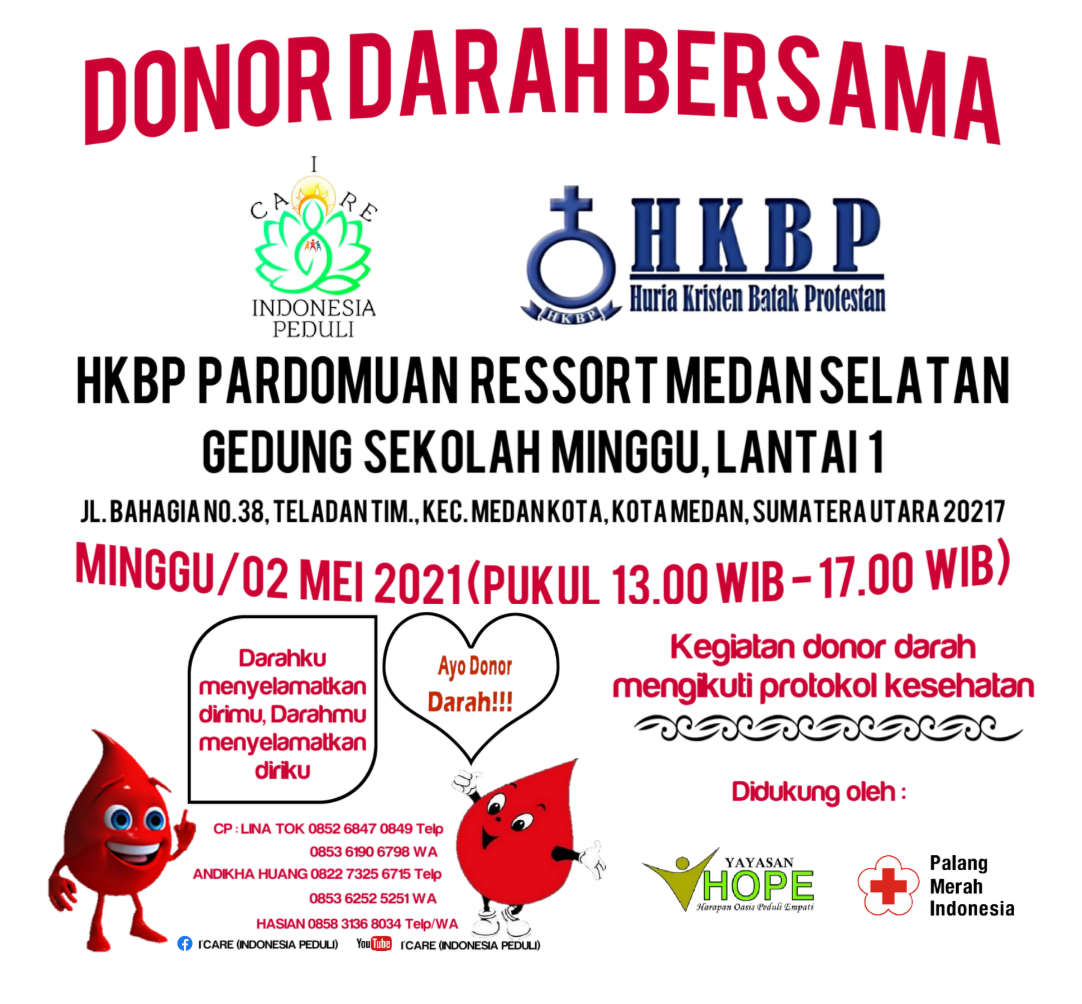 DONOR DARAH BERSAMA
I CARE
INDONESIA
PEDULI
HKBP
Huria Kristen Batak Protestan
HKBP
HKBP PARDOMUAN RESSORT MEDAN SELATAN
GEDUNG SEKOLAH MINGGU, LANTAI 1
JL. BAHAGIA NO.38, TELADAN TIM., KEC. MEDAN KOTA, KOTA MEDAN, SUMATERA UTARA 20217
MINGGU/02 MEI 2021 (PUKUL 13.00 WIB - 17.00 WIB)
Darahku
menyelamatkan
dirimu, Darahmu
menyelamatkan
diriku
Ayo Donor
Darah!!!
Kegiatan donor darah
mengikuti protokol kesehatan
Didukung oleh :
CP : LINA TOK 0852 6847 0849 Telp
0853 6190 6798 WA
ANDIKHA HUANG 0822 7325 6715 Telp
0853 6252 5251 WA
HASIAN 0858 3136 8034 Telp/WA
I'CARE (INDONESIA PEDULI)
YouTube I'CARE (INDONESIA PEDULI)
YAYASAN
HOPE
Harapan Oasis Peduli Empati
Palang
Merah
Indonesia